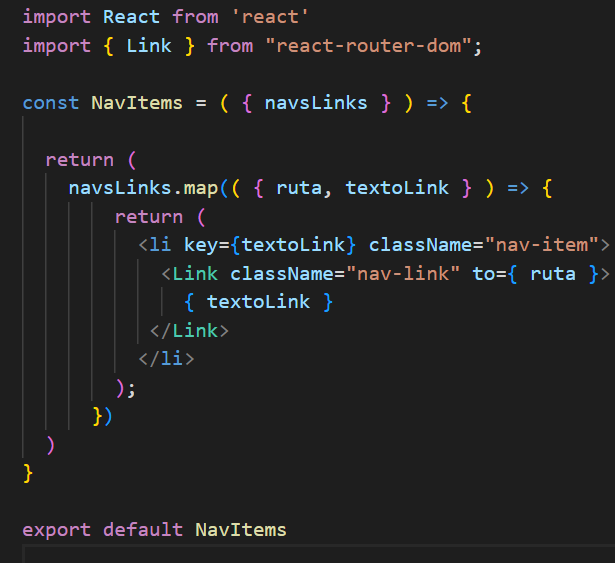 import React from 'react'
import { Link } from "react-router-dom";
const NavItems = ( { navsLinks } ) => {
return (
navsLinks.map(( { ruta, textoLink } ) => {
return (
<li key={textoLink} className="nav-item">
<Link className="nav-link" to={ ruta }>
{ textoLink }
</Link>
</li>
);
})
)
}
export default NavItems